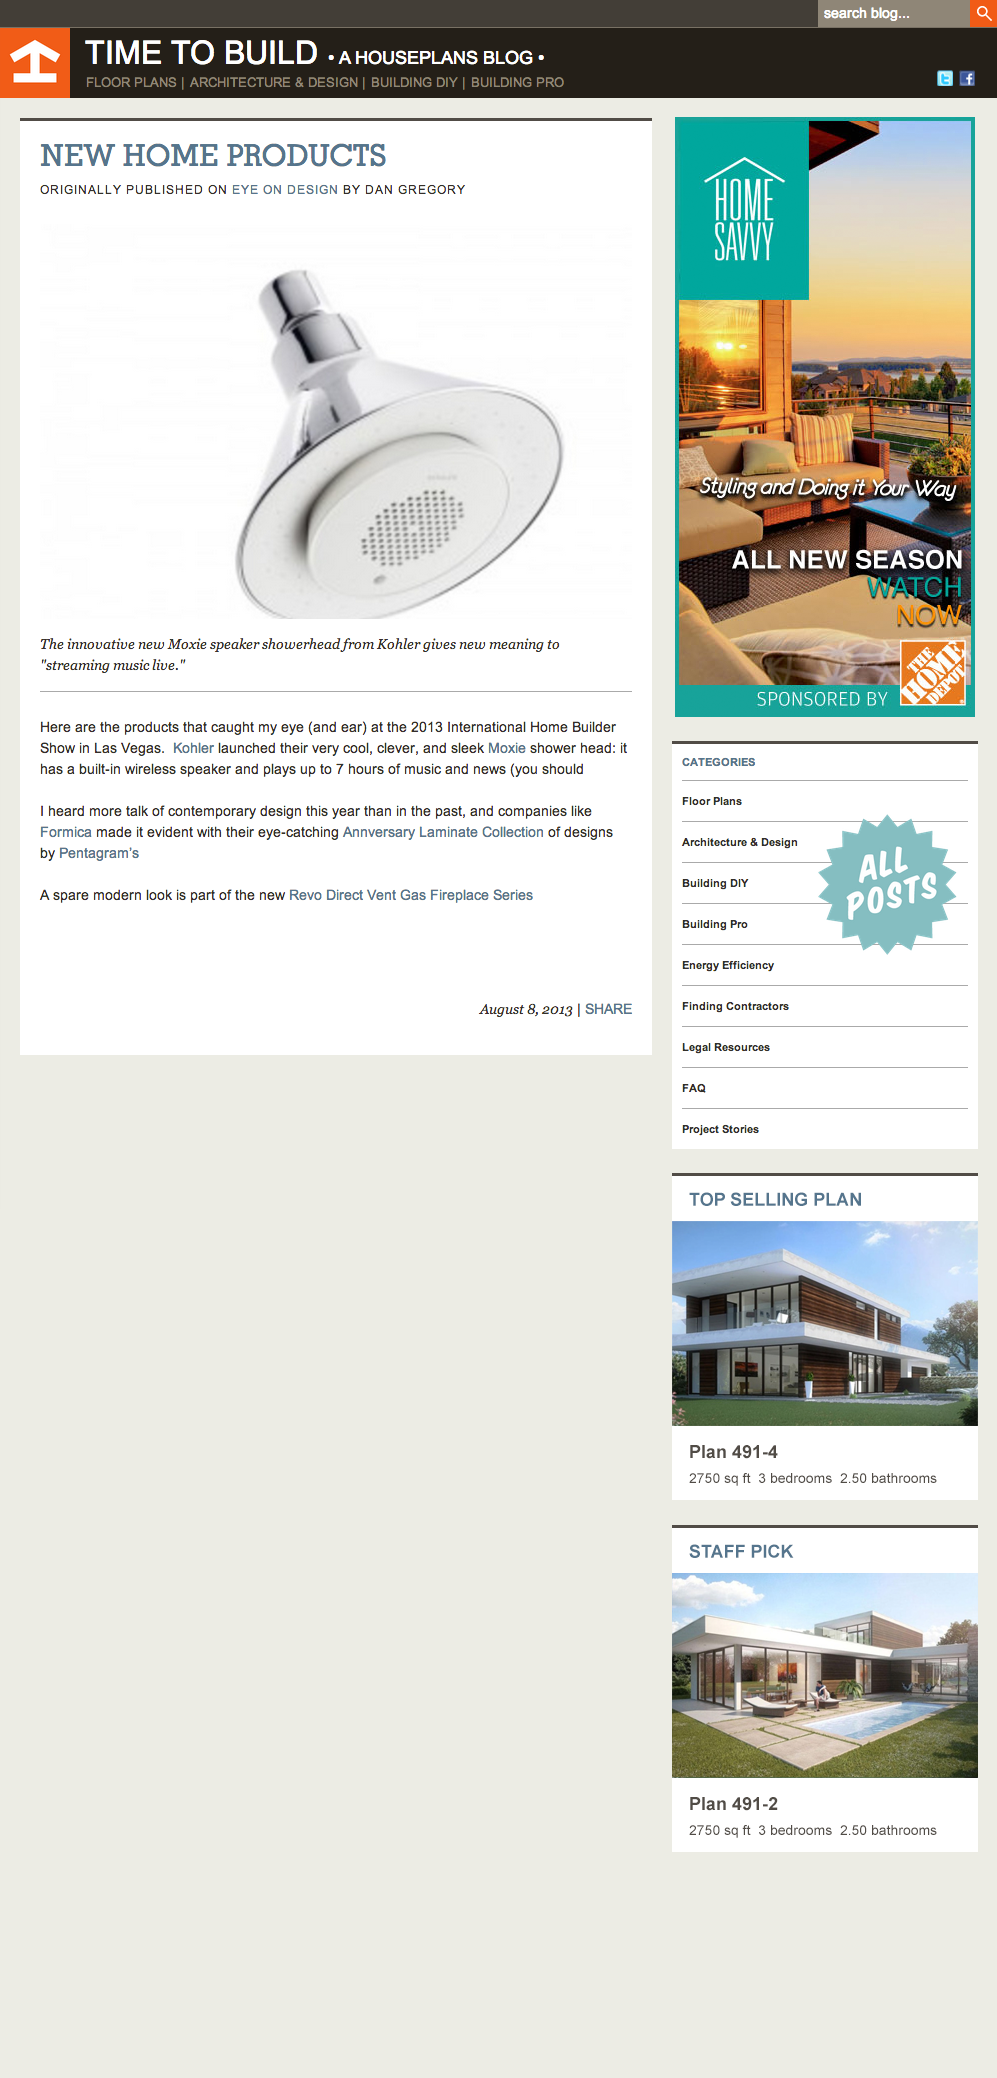 search blog...
TIME TO BUILD • A HOUSEPLANS BLOG •
FLOOR PLANS | ARCHITECTURE & DESIGN | BUILDING DIY | BUILDING PRO
NEW HOME PRODUCTS
ORIGINALLY PUBLISHED ON EYE ON DESIGN BY DAN GREGORY
The innovative new Moxie speaker showerhead from Kohler gives new meaning to
"streaming music live."
Here are the products that caught my eye (and ear) at the 2013 International Home Builder
Show in Las Vegas.  Kohler launched their very cool, clever, and sleek Moxie shower head: it
has a built-in wireless speaker and plays up to 7 hours of music and news (you should
I heard more talk of contemporary design this year than in the past, and companies like
Formica made it evident with their eye-catching Annversary Laminate Collection of designs
by Pentagram's
A spare modern look is part of the new Revo Direct Vent Gas Fireplace Series
August 8, 2013 | SHARE
HOME
SAVVY
Styling and Doing it Your Way
ALL NEW SEASON
WATCH
NOW
THE
HOME
DEPOT
SPONSORED BY
CATEGORIES
Floor Plans
Architecture & Design
Building DIY
Building Pro
Energy Efficiency
Finding Contractors
Legal Resources
FAQ
Project Stories
ALL
POSTS
TOP SELLING PLAN
Plan 491-4
2750 sq ft  3 bedrooms  2.50 bathrooms
STAFF PICK
Plan 491-2
2750 sq ft  3 bedrooms  2.50 bathrooms